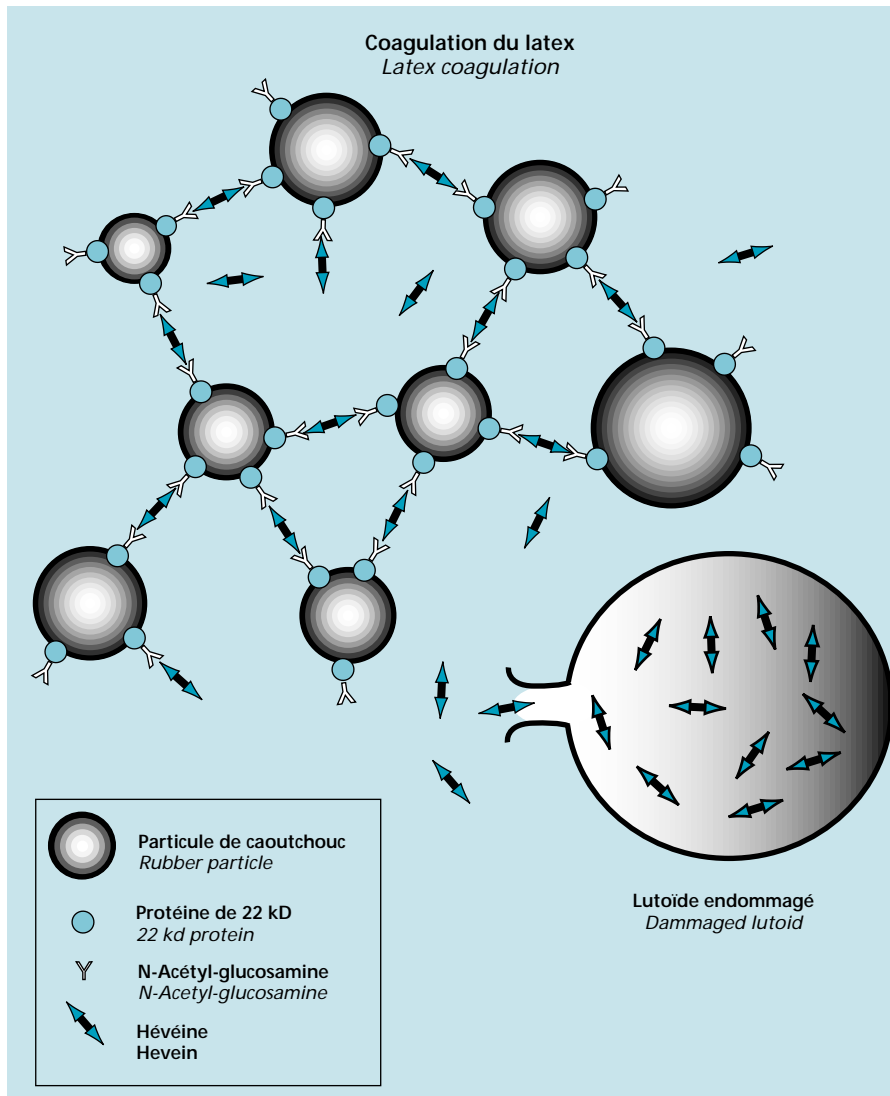 Coagulation du latex
Latex coagulation
Particule de caoutchouc
Rubber particle
Protéine de 22 kD
22 kd protein
N-Acétyl-glucosamine
N-Acetyl-glucosamine
Hévéine
Hevein
Lutoïde endommagé
Dammaged lutoid